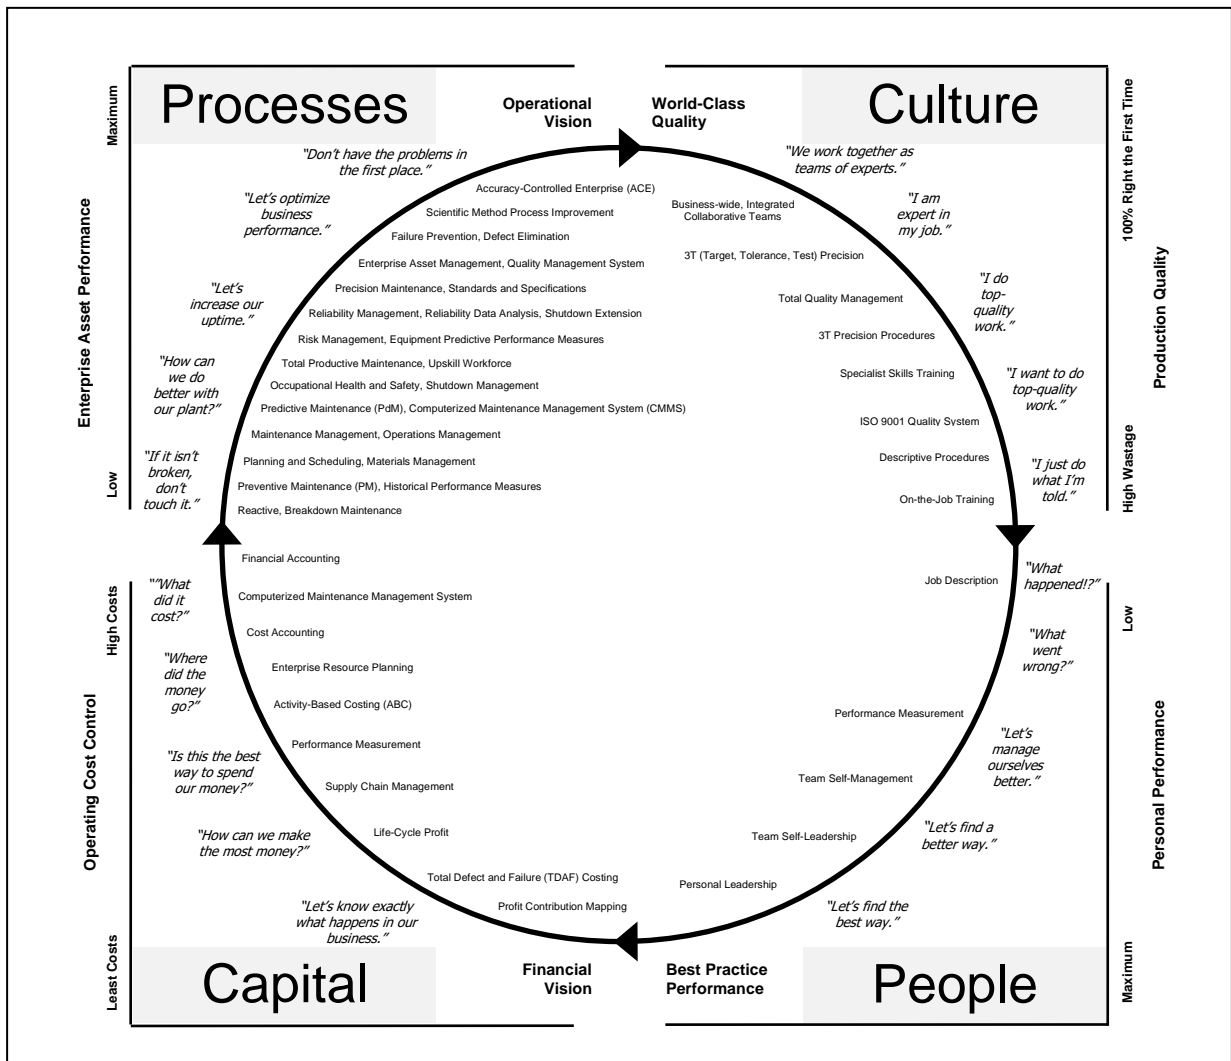 Processes
Operational
Vision
World-Class
Quality
Culture
Maximum
Enterprise Asset Performance
Low
"Don't have the problems in
the first place."
"Let's optimize
business
performance."
"Let's
increase our
uptime."
"How can
we do
better with
our plant?"
"If it isn't
broken,
don't
touch it."
Accuracy-Controlled Enterprise (ACE)
Scientific Method Process Improvement
Failure Prevention, Defect Elimination
Enterprise Asset Management, Quality Management System
Precision Maintenance, Standards and Specifications
Reliability Management, Reliability Data Analysis, Shutdown Extension
Risk Management, Equipment Predictive Performance Measures
Total Productive Maintenance, Upskill Workforce
Occupational Health and Safety, Shutdown Management
Predictive Maintenance (PdM), Computerized Maintenance Management System (CMMS)
Maintenance Management, Operations Management
Planning and Scheduling, Materials Management
Preventive Maintenance (PM), Historical Performance Measures
Reactive, Breakdown Maintenance
"We work together as
teams of experts."
"I am
expert in
my job."
"I do
top-
quality
work."
"I want to do
top-quality
work."
"I just do
what I'm
told."
Business-wide, Integrated
Collaborative Teams
3T (Target, Tolerance, Test) Precision
Total Quality Management
3T Precision Procedures
Specialist Skills Training
ISO 9001 Quality System
Descriptive Procedures
On-the-Job Training
100% Right the First Time
Production Quality
High Wastage
High Costs
Operating Cost Control
Least Costs
""What
did it
cost?"
"Where
did the
money
go?"
"Is this the best
way to spend
our money?"
"How can we make
the most money?"
"Let's know exactly
what happens in our
business."
Financial Accounting
Computerized Maintenance Management System
Cost Accounting
Enterprise Resource Planning
Activity-Based Costing (ABC)
Performance Measurement
Supply Chain Management
Life-Cycle Profit
Total Defect and Failure (TDAF) Costing
Profit Contribution Mapping
Job Description
Performance Measurement
Team Self-Management
Team Self-Leadership
Personal Leadership
"What
happened!?"
"What
went
wrong?"
"Let's
manage
ourselves
better."
"Let's find a
better way."
"Let's find the
best way."
Low
Personal Performance
Maximum
Capital
Financial
Vision
Best Practice
Performance
People